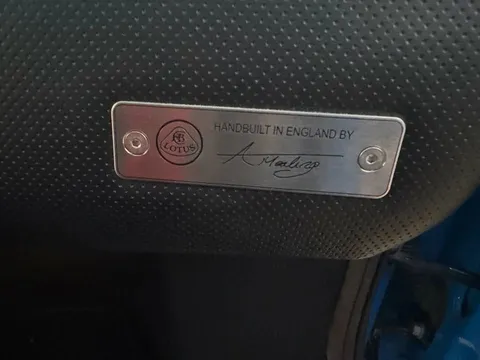 HANDBUILT IN ENGLAND BY
LOTUS